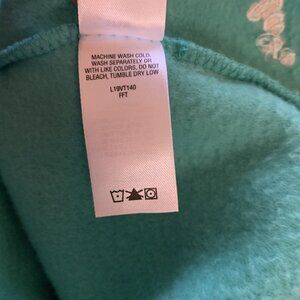 MACHINE WASH COLD,
WASH SEPARATELY OR
WITH LIKE COLORS, DO NOT
BLEACH, TUMBLE DRY LOW
L19VT140
FFT